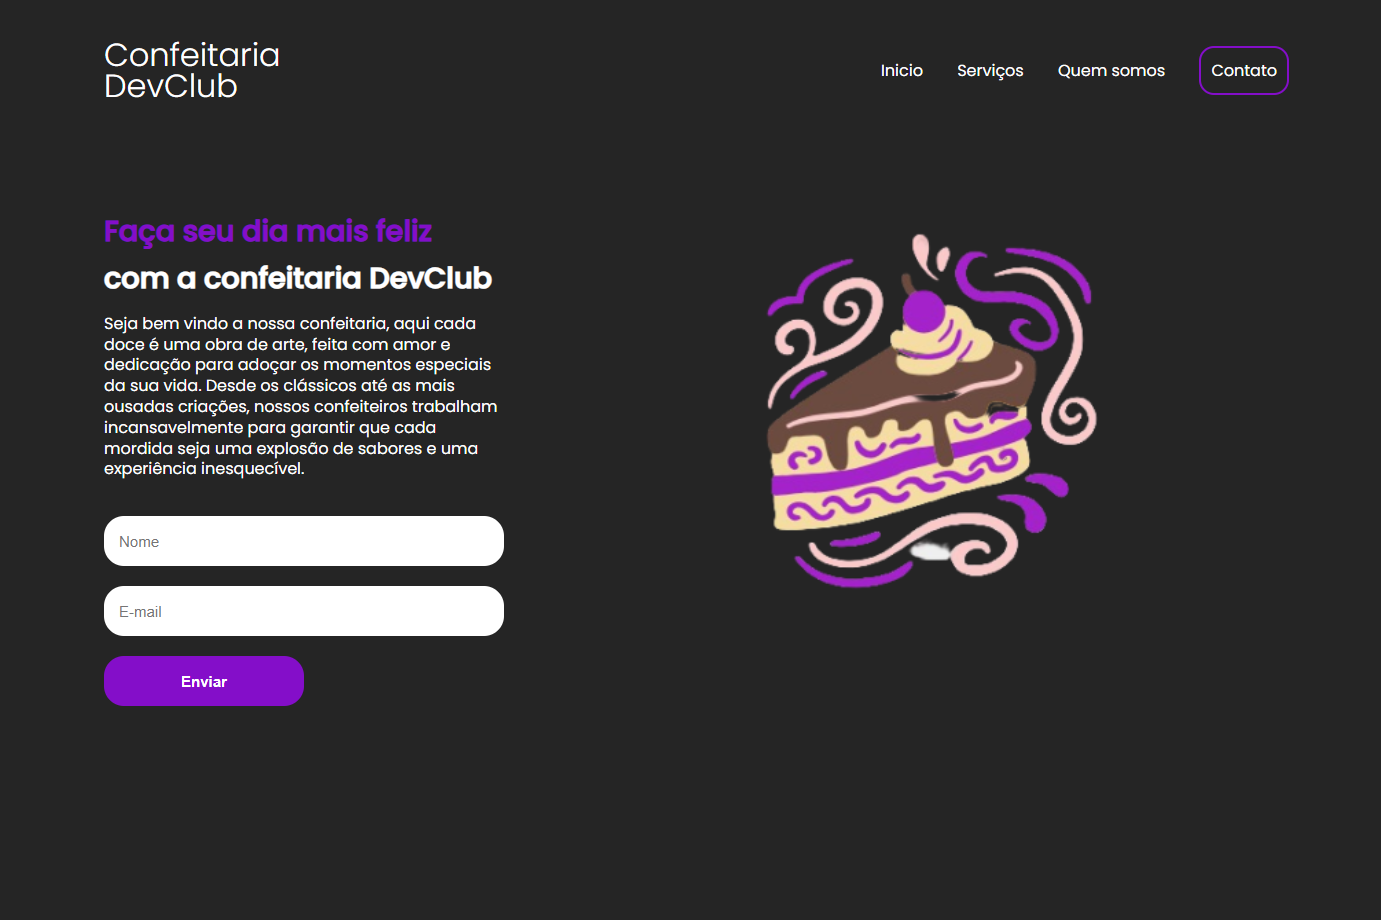 Confeitaria
DevClub
Inicio
Serviços
Quem somos
Contato
Faça seu dia mais feliz
com a confeitaria DevClub
Seja bem vindo a nossa confeitaria, aqui cada
doce é uma obra de arte, feita com amor e
dedicação para adoçar os momentos especiais
da sua vida. Desde os clássicos até as mais
ousadas criações, nossos confeiteiros trabalham
incansavelmente para garantir que cada
mordida seja uma explosão de sabores e uma
experiência inesquecível.
Nome
E-mail
Enviar